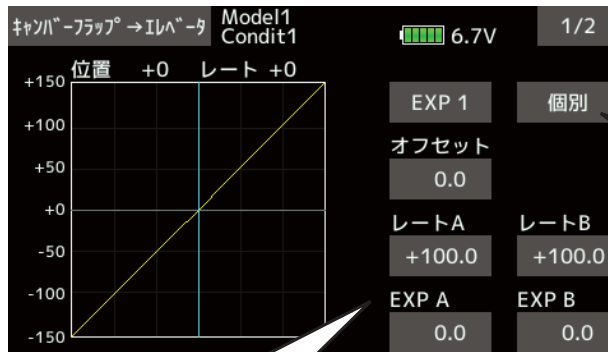 ｷｬﾝﾊﾞｰﾌﾗｯﾌﾟ→ｴﾚﾍﾞｰﾀ
Model1
Condit1
6.7V
1/2
位置 +0 レート +0
+150
+100
+50
+0
-50
-100
-150
EXP 1
個別
オフセット
0.0
レートA
レートB
+100.0
+100.0
EXP A
EXP B
0.0
0.0